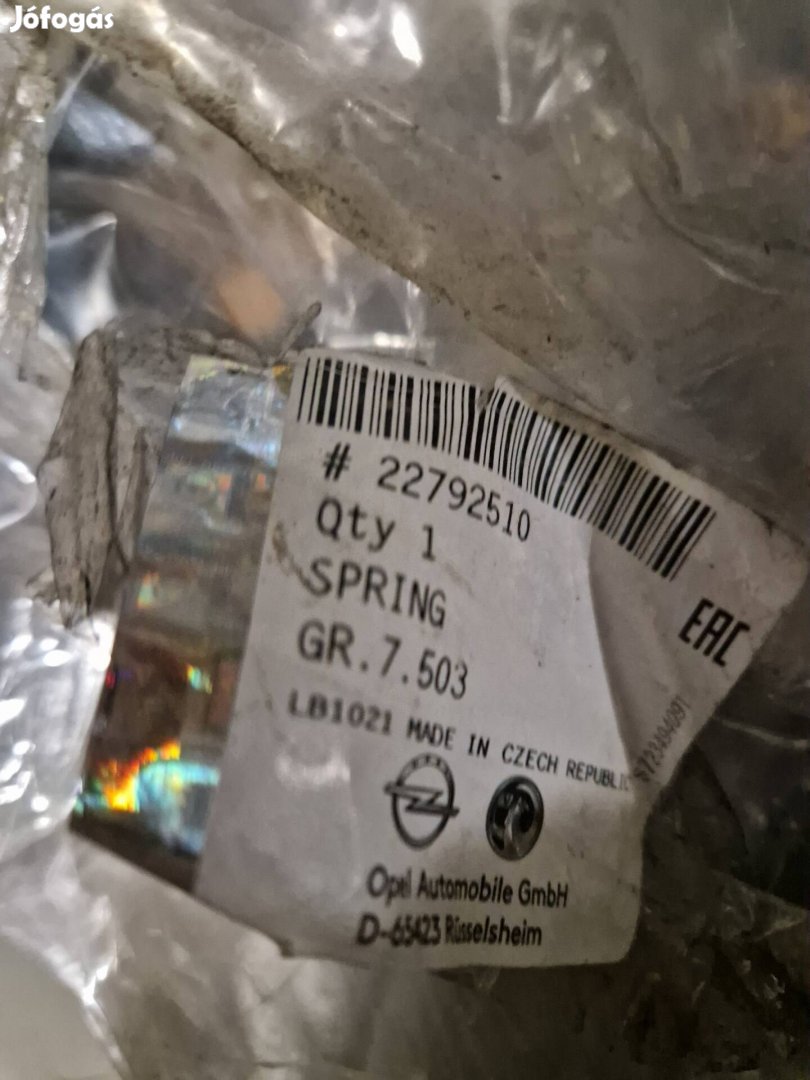 Jófogás
# 22792510
Qty 1
SPRING
GR.7.503
LB1021 MADE IN CZECH REPUBLIC
EAC
Opel Automobile GmbH
D-65423 Rüsselsheim